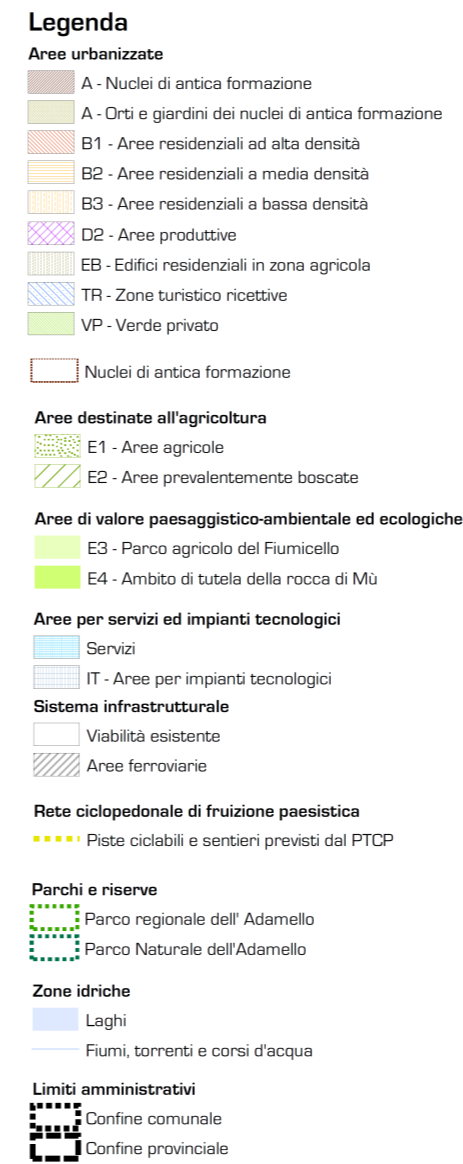 Legenda
Aree urbanizzate
A - Nuclei di antica formazione
A - Orti e giardini dei nuclei di antica formazione
B1 - Aree residenziali ad alta densità
B2 - Aree residenziali a media densità
B3 - Aree residenziali a bassa densità
D2 - Aree produttive
EB - Edifici residenziali in zona agricola
TR - Zone turistico ricettive
VP - Verde privato
Nuclei di antica formazione
Aree destinate all'agricoltura
E1 - Aree agricole
E2 - Aree prevalentemente boscate
Aree di valore paesaggistico-ambientale ed ecologiche
E3 - Parco agricolo del Fiumicello
E4 - Ambito di tutela della rocca di Mù
Aree per servizi ed impianti tecnologici
Servizi
IT - Aree per impianti tecnologici
Sistema infrastrutturale
Viabilità esistente
Aree ferroviarie
Rete ciclopedonale di fruizione paesistica
Piste ciclabili e sentieri previsti dal PTCP
Parchi e riserve
Parco regionale dell' Adamello
Parco Naturale dell'Adamello
Zone idriche
Laghi
Fiumi, torrenti e corsi d'acqua
Limiti amministrativi
Confine comunale
Confine provinciale